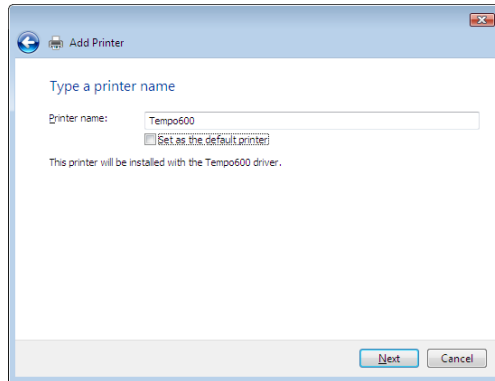 Add Printer
Type a printer name
Printer name:
Tempo600
Set as the default printer
This printer will be installed with the Tempo600 driver.
Next
Cancel